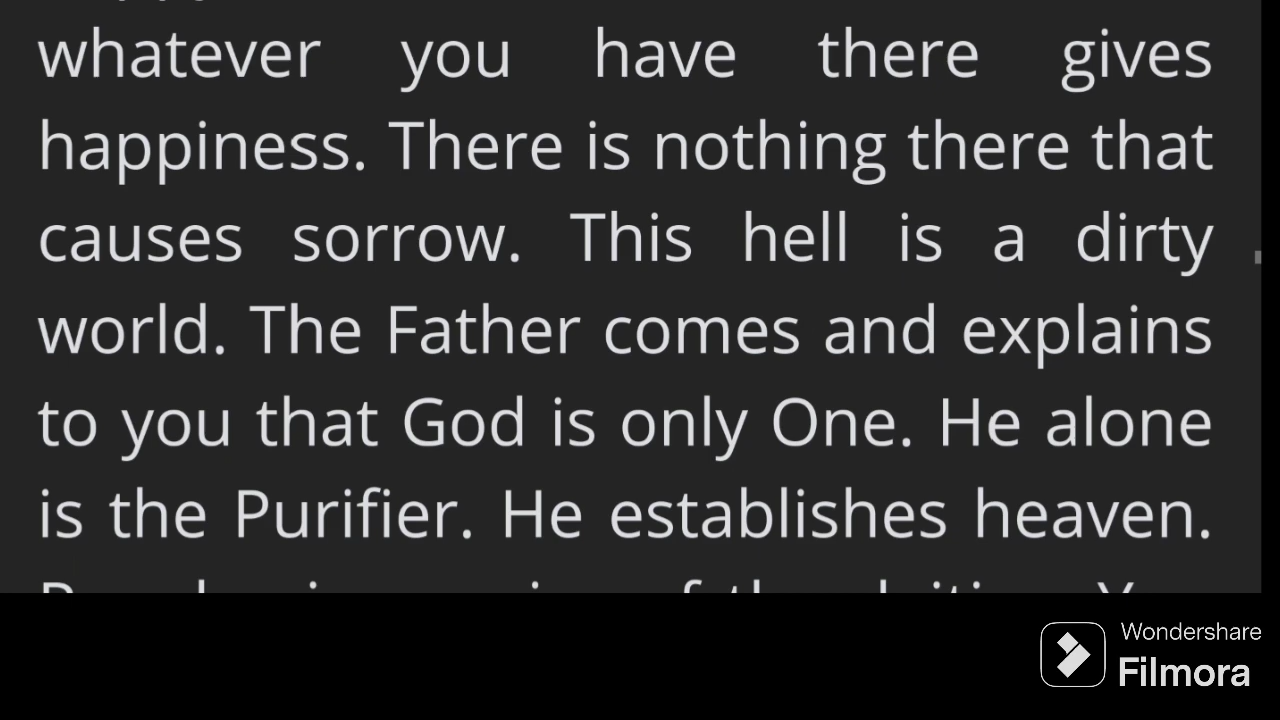 whatever you have there gives
happiness. There is nothing there that
causes sorrow. This hell is a dirty
world. The Father comes and explains
to you that God is only One. He alone
is the Purifier. He establishes heaven.
Wondershare
Filmora